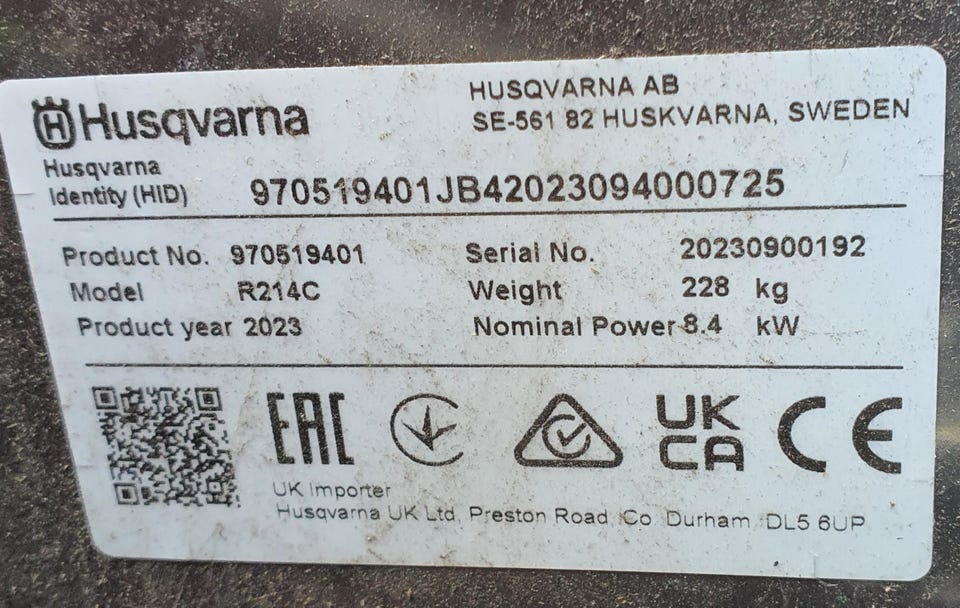 Husqvarna
HUSQVARNA AB
SE-561 82 HUSKVARNA, SWEDEN
Husqvarna
Identity (HID) 970519401JB42023094000725
Product No. 970519401 Serial No. 20230900192
Model R214C Weight 228 kg
Product year 2023 Nominal Power 8.4 kW
EAC
UK
CA
CE
UK Importer
Husqvarna UK Ltd, Preston Road, Co Durham, DL5 6UP